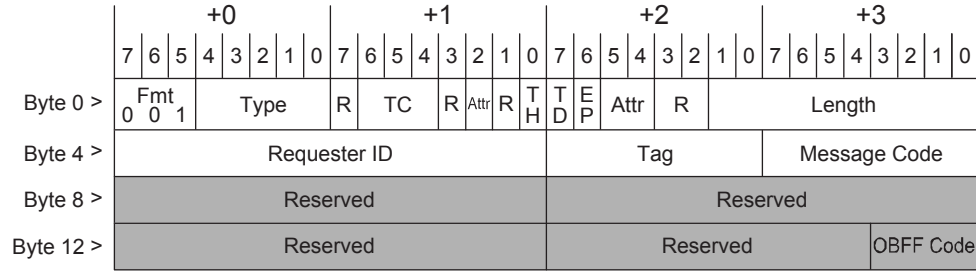 +0 +1 +2 +3
7 6 5 4 3 2 1 0 7 6 5 4 3 2 1 0 7 6 5 4 3 2 1 0 7 6 5 4 3 2 1 0
Byte 0 > Fmt 0 0 1 Type R TC R Attr R TH TD EP Attr R Length
Byte 4 > Requester ID Tag Message Code
Byte 8 > Reserved Reserved
Byte 12 > Reserved Reserved OBFF Code